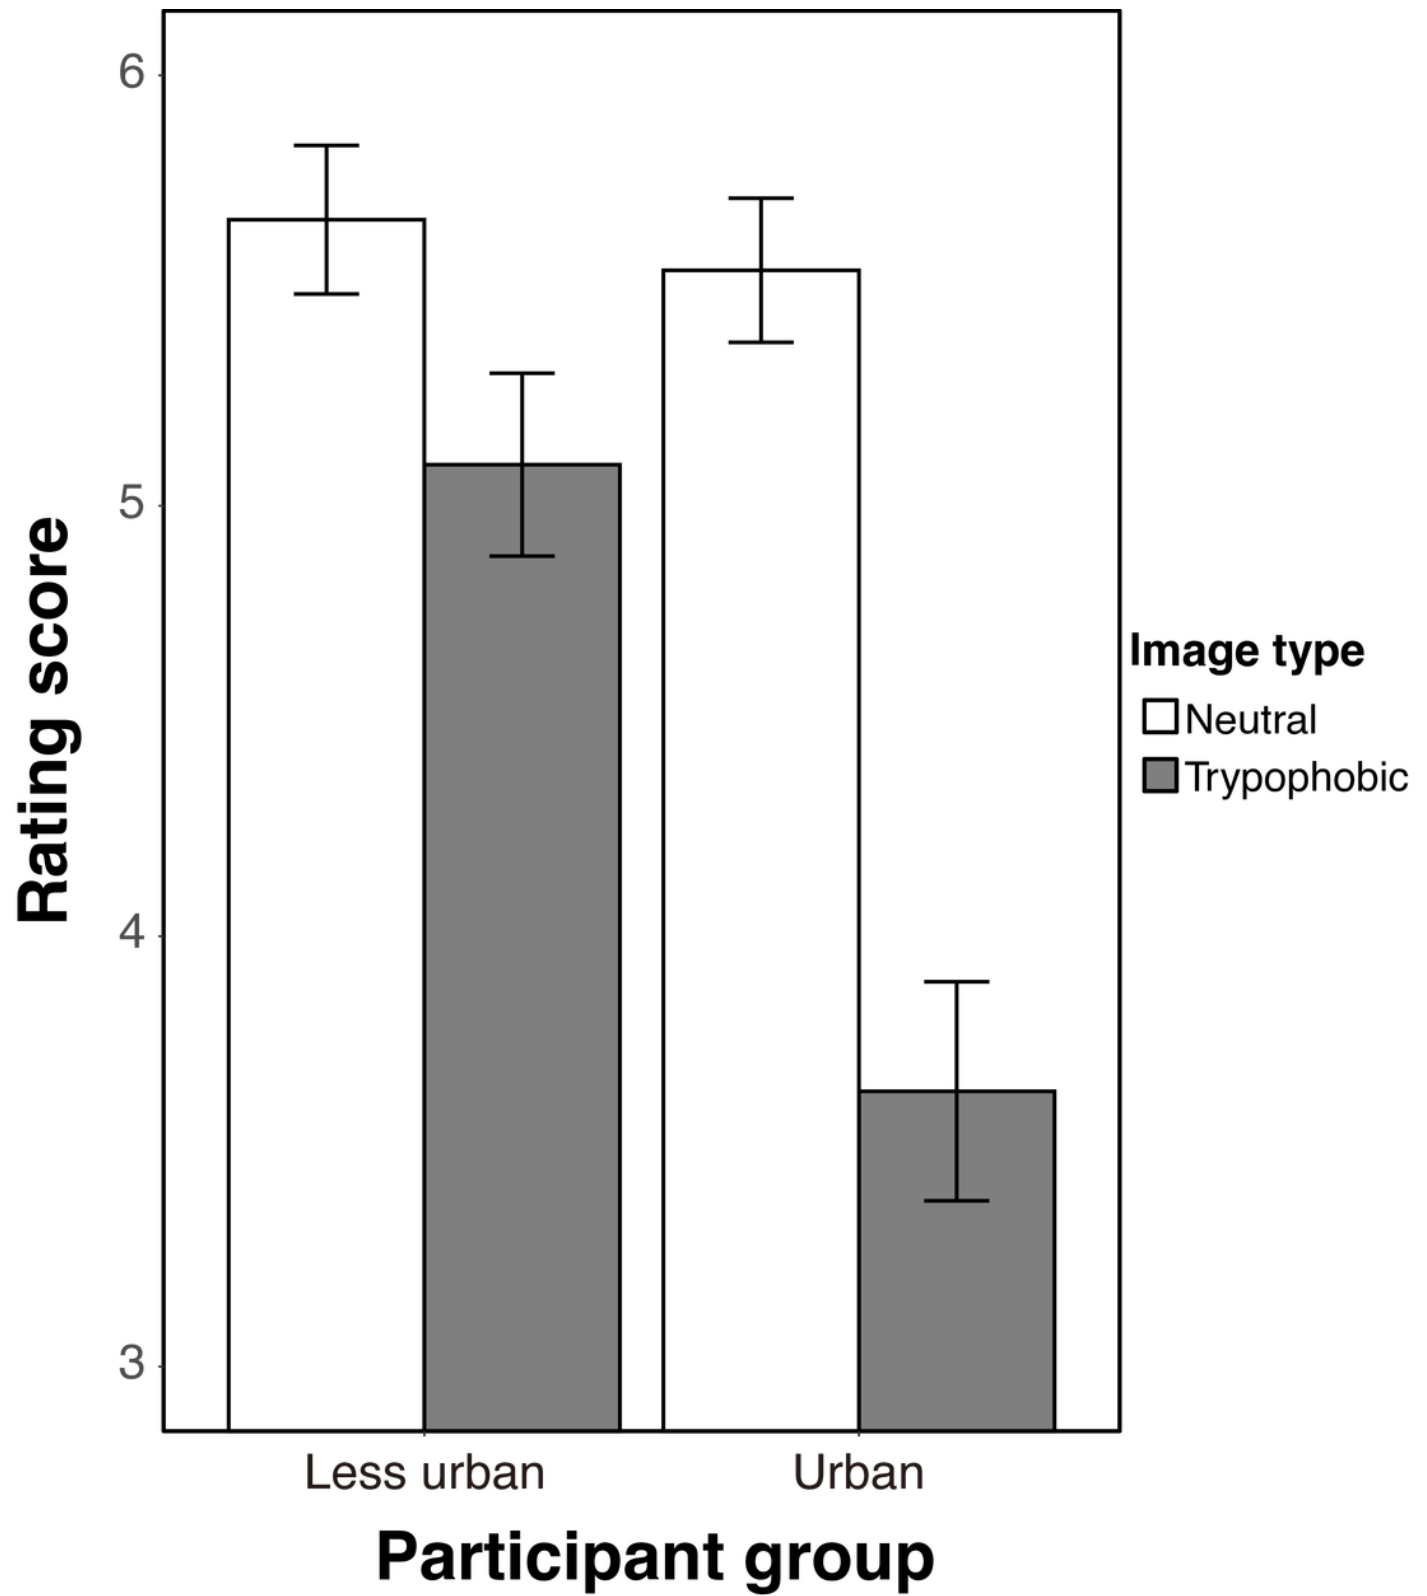 Rating score
6
5
4
3
Less urban
Urban
Participant group
Image type
Neutral
Trypophobic